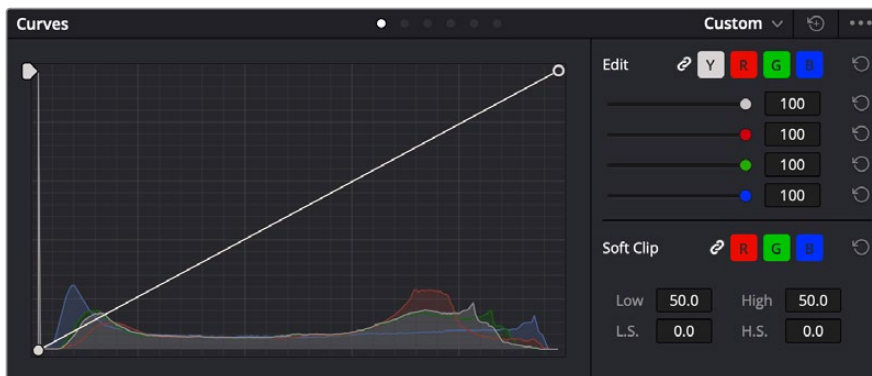 Curves Custom
Edit Y R G B
100
100
100
100
Soft Clip R G B
Low 50.0 High 50.0
L.S. 0.0 H.S. 0.0